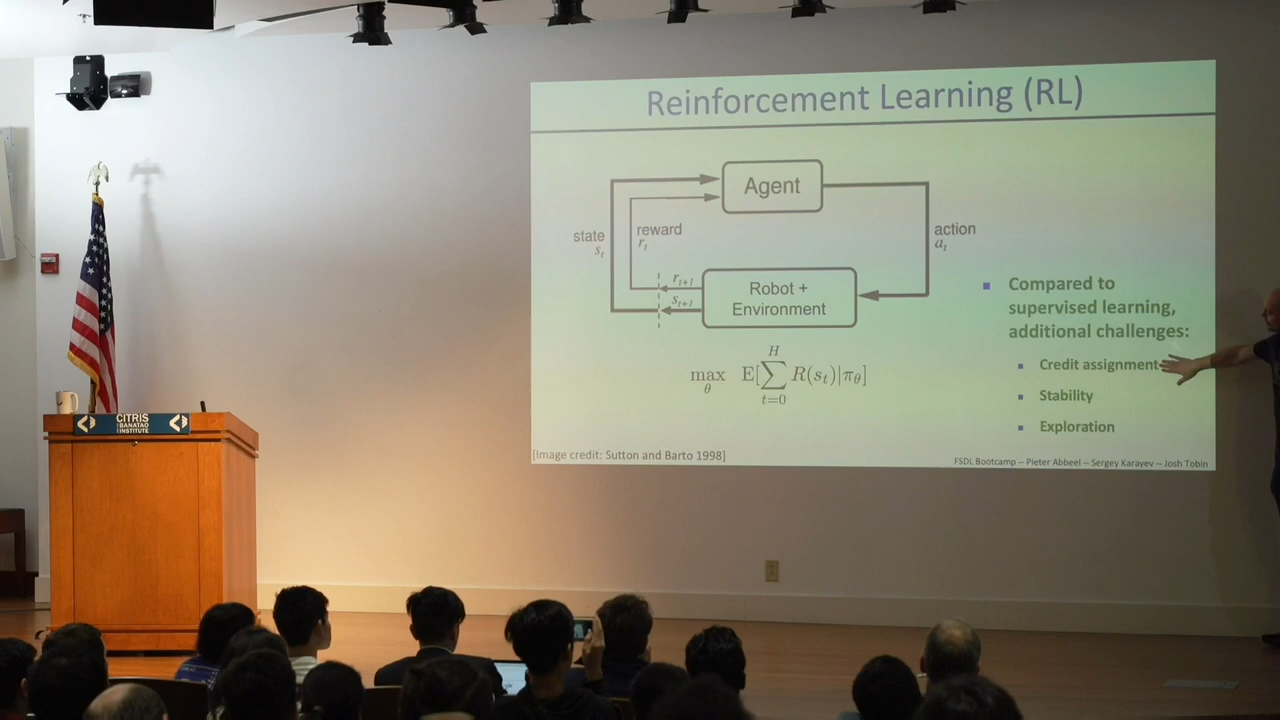 Reinforcement Learning (RL)
Agent
state
s_t
reward
r_t
action
a_t
r_{t+1}
s_{t+1}
Robot +
Environment
max_θ E[∑_{t=0}^{H} R(s_t)|π_θ]
Compared to
supervised learning,
additional challenges:
Credit assignment
Stability
Exploration
[Image credit: Sutton and Barto 1998]
FSDL Bootcamp – Pieter Abbeel – Sergey Karayev – Josh Tobin
CITRIS
BANATAO
INSTITUTE